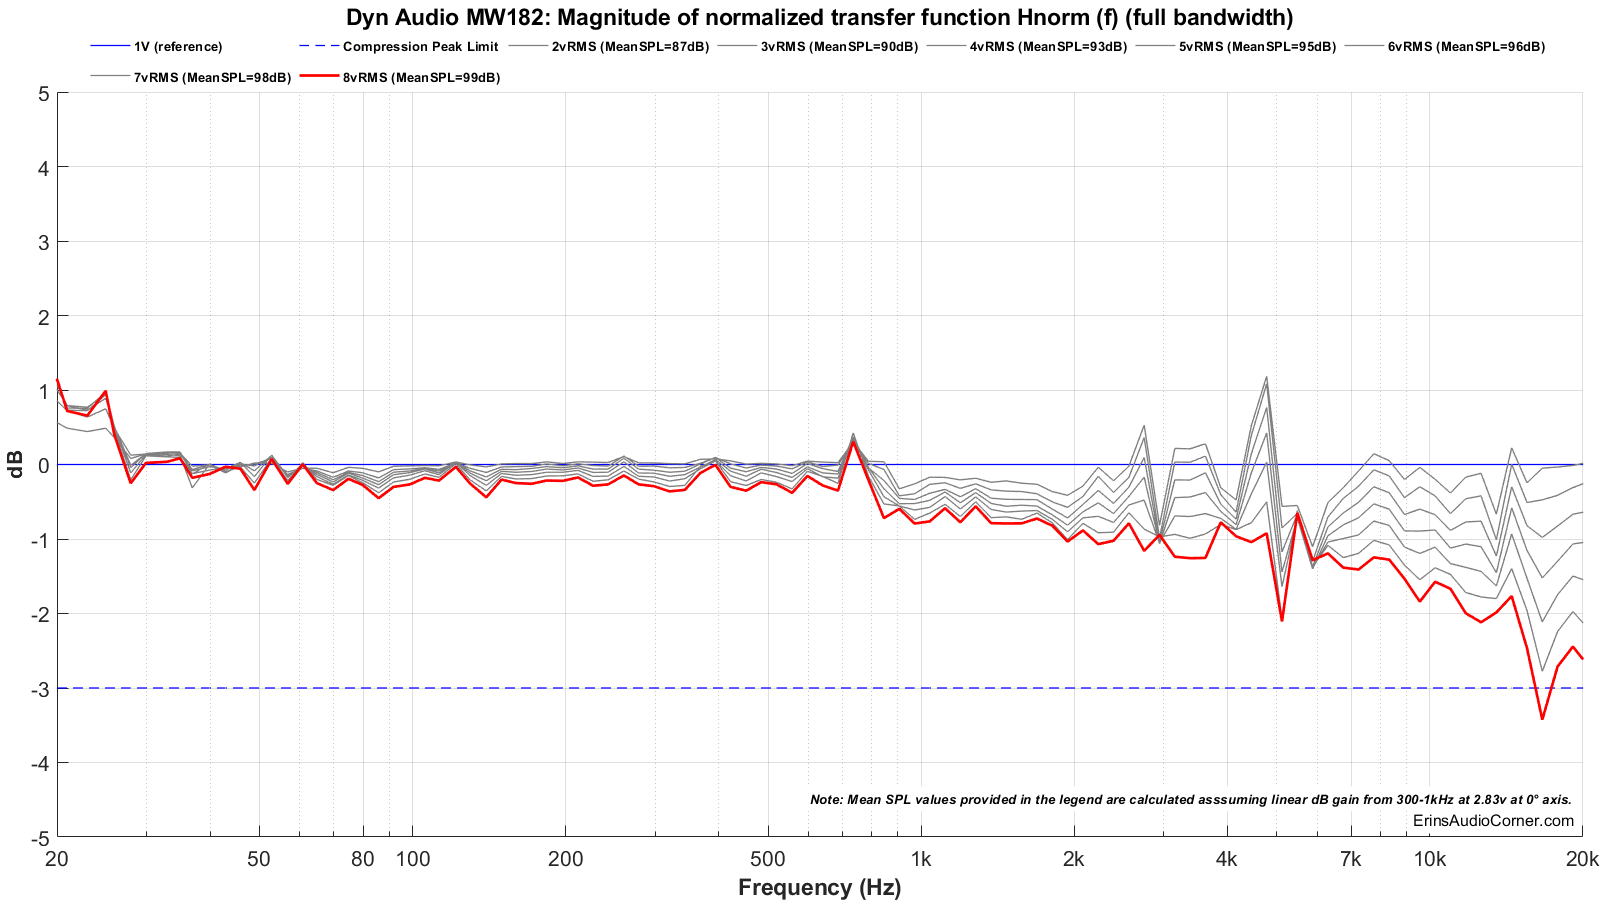 Dyn Audio MW182: Magnitude of normalized transfer function Hnorm (f) (full bandwidth)
1V (reference) Compression Peak Limit 2vRMS (MeanSPL=87dB) 3vRMS (MeanSPL=90dB) 4vRMS (MeanSPL=93dB) 5vRMS (MeanSPL=95dB) 6vRMS (MeanSPL=96dB)
7vRMS (MeanSPL=98dB) 8vRMS (MeanSPL=99dB)
5
4
3
2
1
0
-1
-2
-3
-4
-5
dB
Note: Mean SPL values provided in the legend are calculated asssuming linear dB gain from 300-1kHz at 2.83v at 0° axis.
ErinsAudioCorner.com
20 50 80 100 200 500 1k 2k 4k 7k 10k 20k
Frequency (Hz)